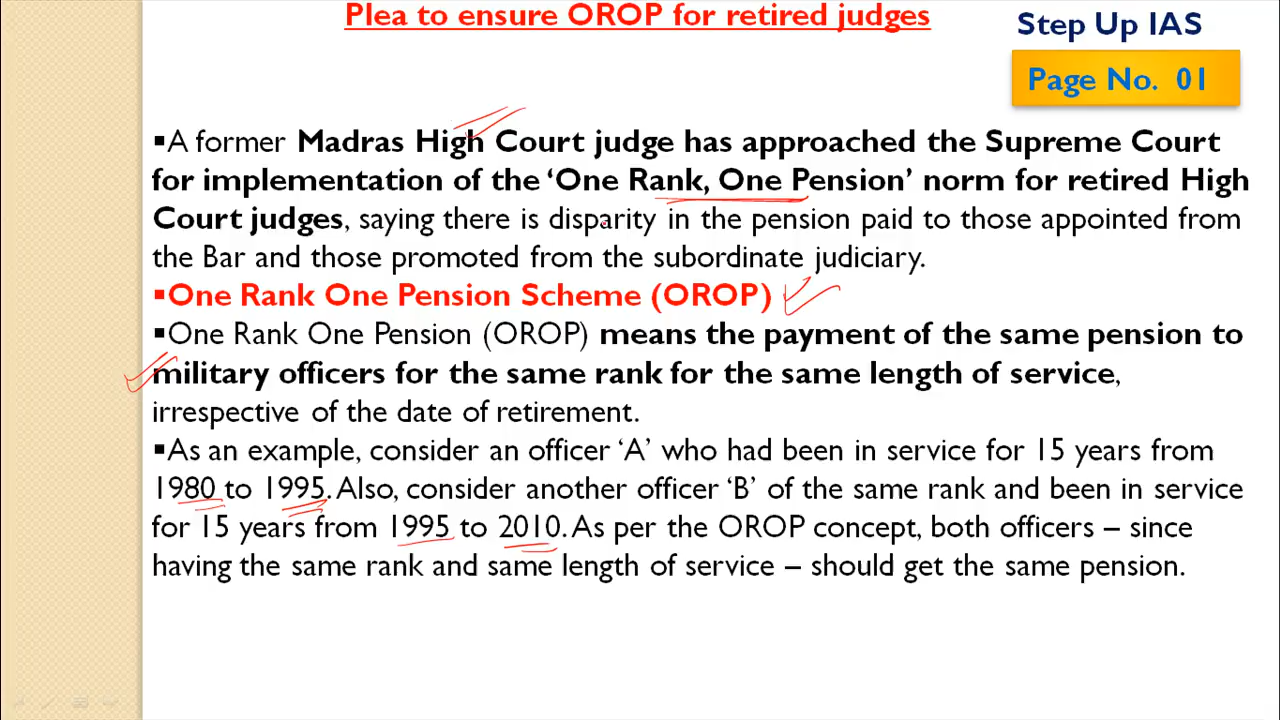 Plea to ensure OROP for retired judges
Step Up IAS
Page No. 01
▪A former Madras High Court judge has approached the Supreme Court
for implementation of the ‘One Rank, One Pension’ norm for retired High
Court judges, saying there is disparity in the pension paid to those appointed from
the Bar and those promoted from the subordinate judiciary.
▪One Rank One Pension Scheme (OROP)
▪One Rank One Pension (OROP) means the payment of the same pension to
military officers for the same rank for the same length of service,
irrespective of the date of retirement.
▪As an example, consider an officer ‘A’ who had been in service for 15 years from
1980 to 1995. Also, consider another officer ‘B’ of the same rank and been in service
for 15 years from 1995 to 2010. As per the OROP concept, both officers – since
having the same rank and same length of service – should get the same pension.